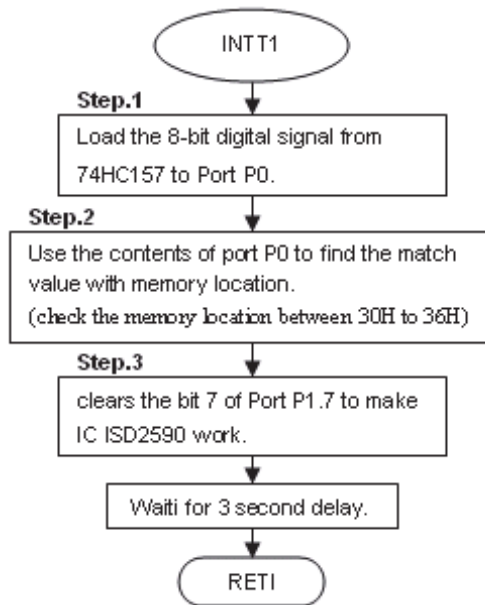 INTT1
Step.1
Load the 8-bit digital signal from
74HC157 to Port P0.
Step.2
Use the contents of port P0 to find the match
value with memory location.
(check the memory location between 30H to 36H)
Step.3
clears the bit 7 of Port P1.7 to make
IC ISD2590 work.
Waiti for 3 second delay.
RETI